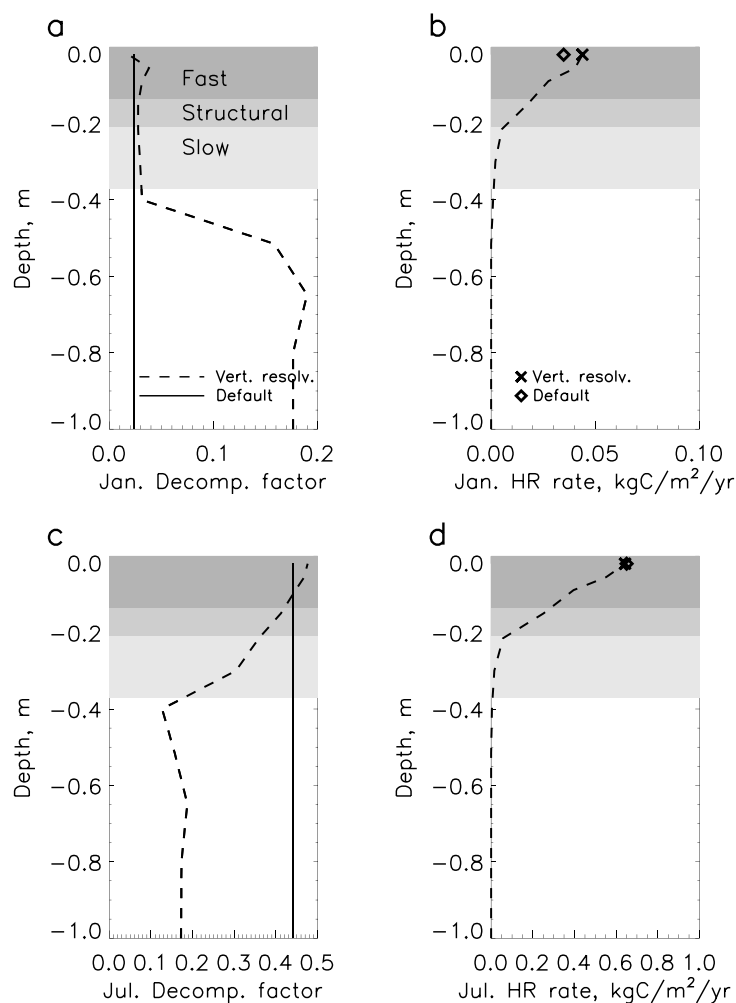 a
0.0
−0.2
−0.4
−0.6
−0.8
−1.0
Depth, m
Fast
Structural
Slow
Vert. resolv.
Default
0.0 0.1 0.2
Jan. Decomp. factor
b
0.0
−0.2
−0.4
−0.6
−0.8
−1.0
Depth, m
Vert. resolv.
Default
0.00 0.05 0.10
Jan. HR rate, kgC/m²/yr
c
0.0
−0.2
−0.4
−0.6
−0.8
−1.0
Depth, m
0.0 0.1 0.2 0.3 0.4 0.5
Jul. Decomp. factor
d
0.0
−0.2
−0.4
−0.6
−0.8
−1.0
Depth, m
0.0 0.2 0.4 0.6 0.8 1.0
Jul. HR rate, kgC/m²/yr